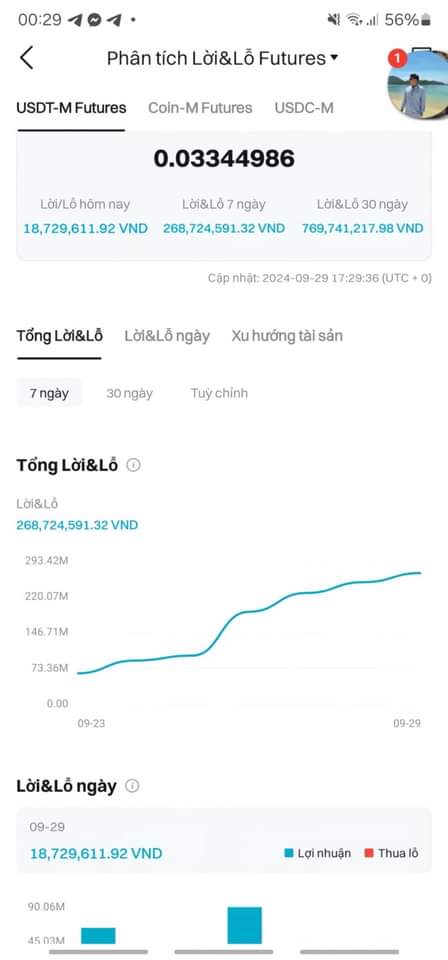 00:29 56%
Phân tích Lời&Lỗ Futures
1
USDT-M Futures Coin-M Futures USDC-M
0.03344986
Lời/Lỗ hôm nay Lời&Lỗ 7 ngày Lời&Lỗ 30 ngày
18,729,611.92 VND 268,724,591.32 VND 769,741,217.98 VND
Cập nhật: 2024-09-29 17:29:36 (UTC + 0)
Tổng Lời&Lỗ Lời&Lỗ ngày Xu hướng tài sản
7 ngày 30 ngày Tuỳ chỉnh
Tổng Lời&Lỗ
Lời&Lỗ
268,724,591.32 VND
293.42M
220.07M
146.71M
73.36M
0.00
09-23 09-29
Lời&Lỗ ngày
09-29
18,729,611.92 VND Lợi nhuận Thua lỗ
90.06M
45.03M